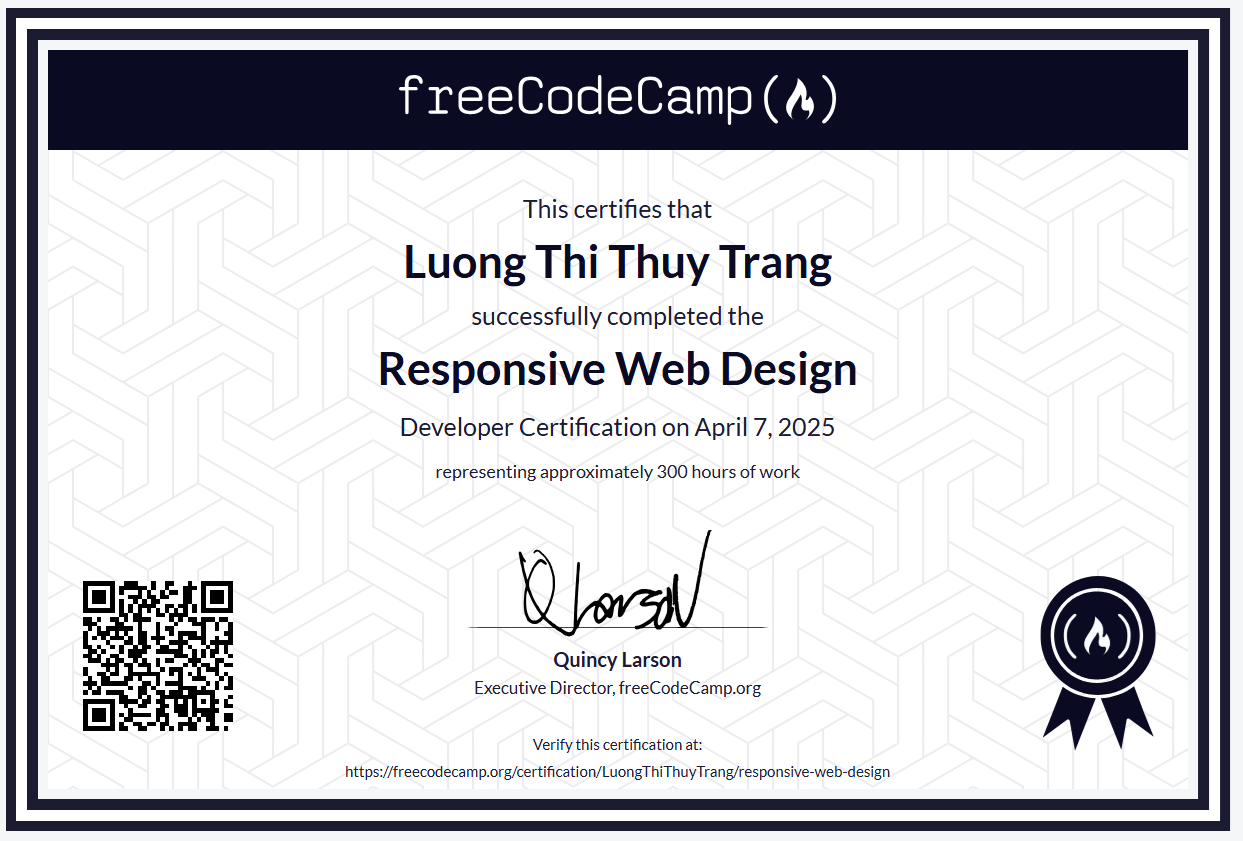 freeCodeCamp
This certifies that
Luong Thi Thuy Trang
successfully completed the
Responsive Web Design
Developer Certification on April 7, 2025
representing approximately 300 hours of work
QLarson
Quincy Larson
Executive Director, freeCodeCamp.org
Verify this certification at:
https://freecodecamp.org/certification/LuongThiThuyTrang/responsive-web-design